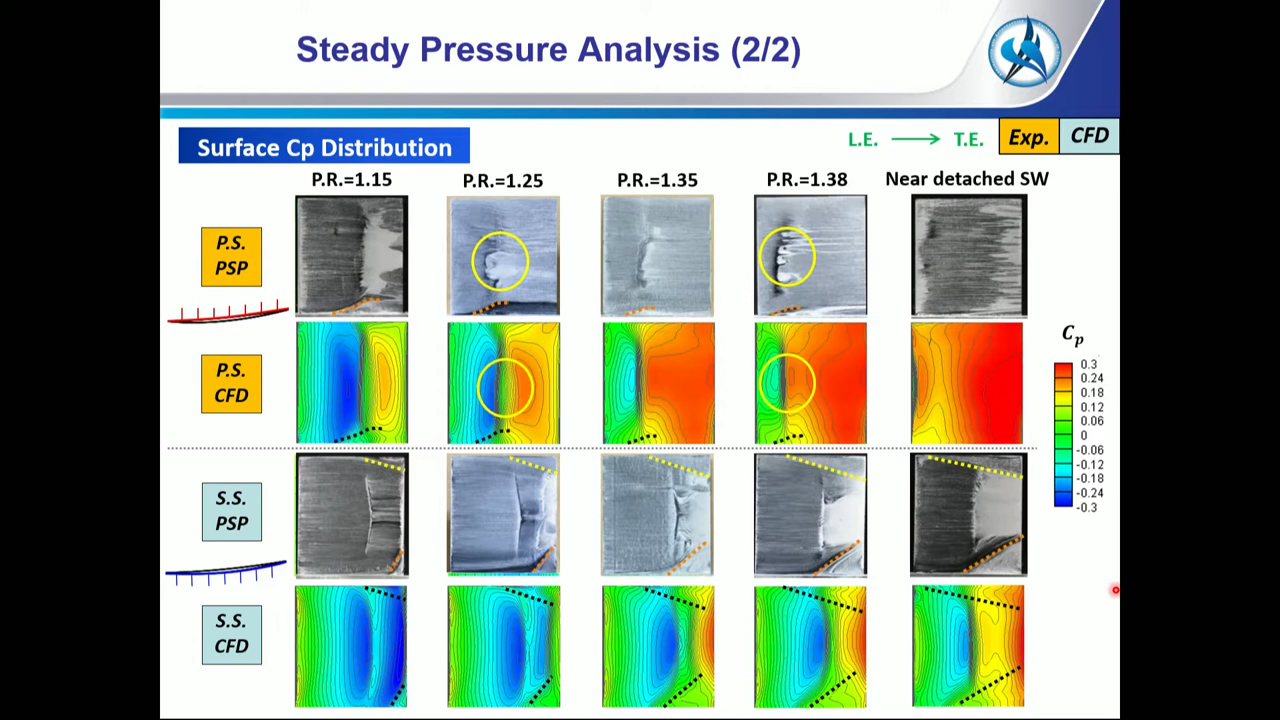 Steady Pressure Analysis (2/2)
L.E. → T.E.
Exp.
CFD
Surface Cp Distribution
P.R.=1.15
P.R.=1.25
P.R.=1.35
P.R.=1.38
Near detached SW
P.S.
PSP
P.S.
CFD
S.S.
PSP
S.S.
CFD
Cp
0.3
0.24
0.18
0.12
0.06
0
-0.06
-0.12
-0.18
-0.24
-0.3